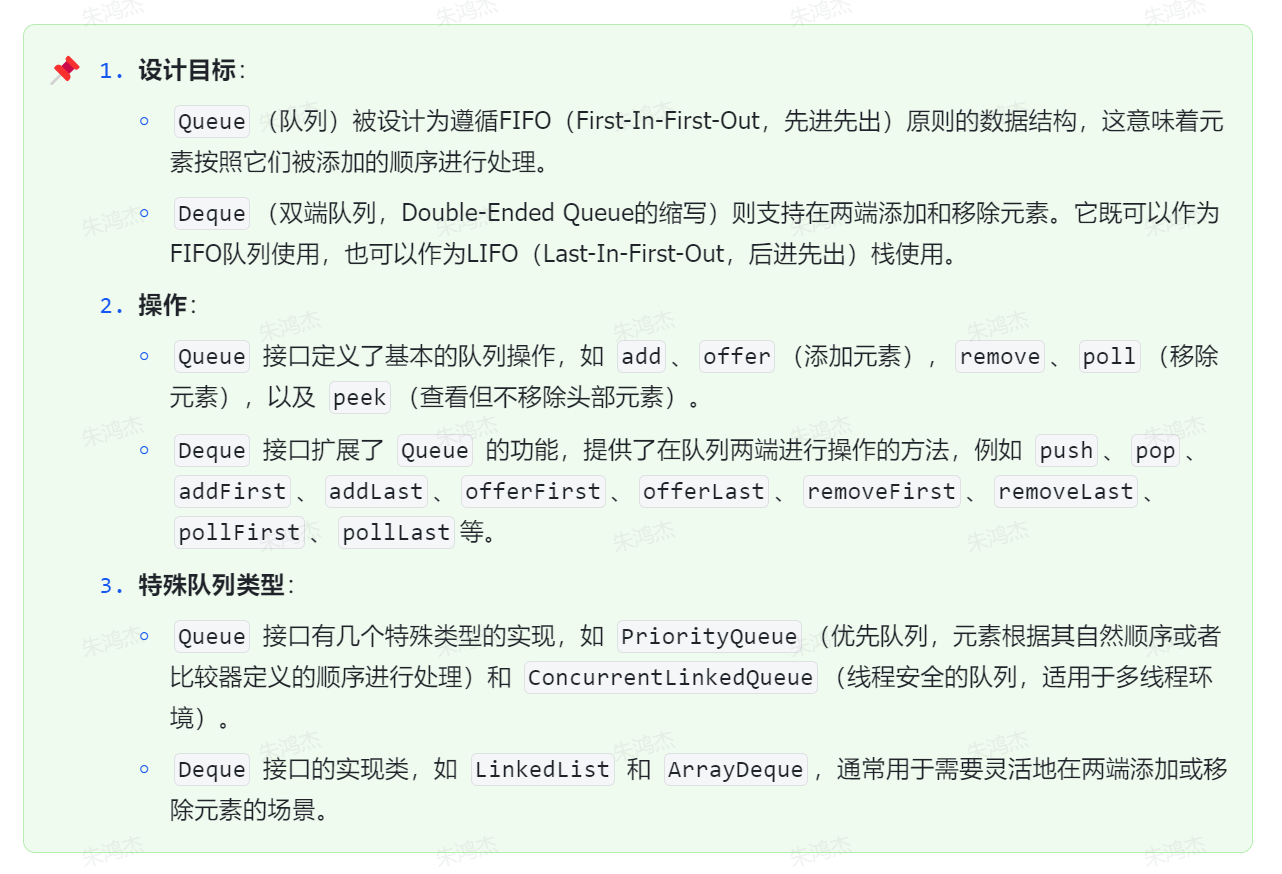 1. 设计目标：
Queue （队列）被设计为遵循FIFO（First-In-First-Out，先进先出）原则的数据结构，这意味着元
素按照它们被添加的顺序进行处理。
Deque （双端队列，Double-Ended Queue的缩写）则支持在两端添加和移除元素。它既可以作为
FIFO队列使用，也可以作为LIFO（Last-In-First-Out，后进先出）栈使用。
2. 操作：
Queue 接口定义了基本的队列操作，如 add 、 offer （添加元素）， remove 、 poll （移除
元素），以及 peek （查看但不移除头部元素）。
Deque 接口扩展了 Queue 的功能，提供了在队列两端进行操作的方法，例如 push 、 pop 、
addFirst 、 addLast 、 offerFirst 、 offerLast 、 removeFirst 、 removeLast 、
pollFirst 、 pollLast 等。
3. 特殊队列类型：
Queue 接口有几个特殊类型的实现，如 PriorityQueue （优先队列，元素根据其自然顺序或者
比较器定义的顺序进行处理）和 ConcurrentLinkedQueue （线程安全的队列，适用于多线程环
境）。
Deque 接口的实现类，如 LinkedList 和 ArrayDeque ，通常用于需要灵活地在两端添加或移
除元素的场景。
朱鸿杰